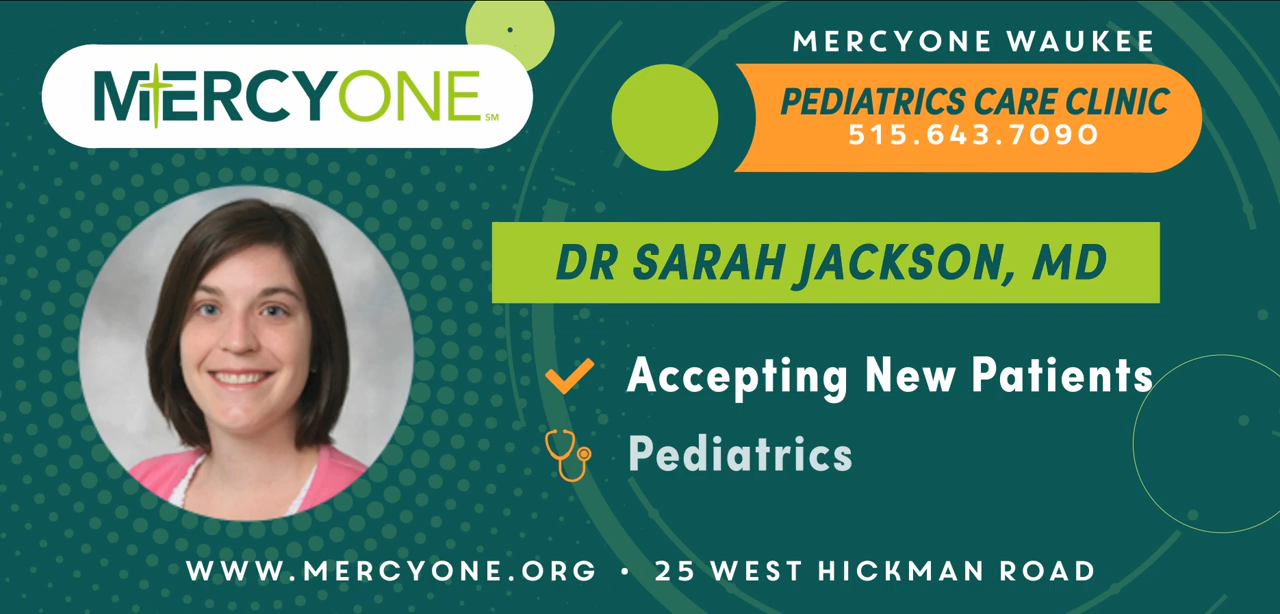 MERCYONE SM
MERCYONE WAUKEE
PEDIATRICS CARE CLINIC
515.643.7090
DR SARAH JACKSON, MD
Accepting New Patients
Pediatrics
WWW.MERCYONE.ORG • 25 WEST HICKMAN ROAD